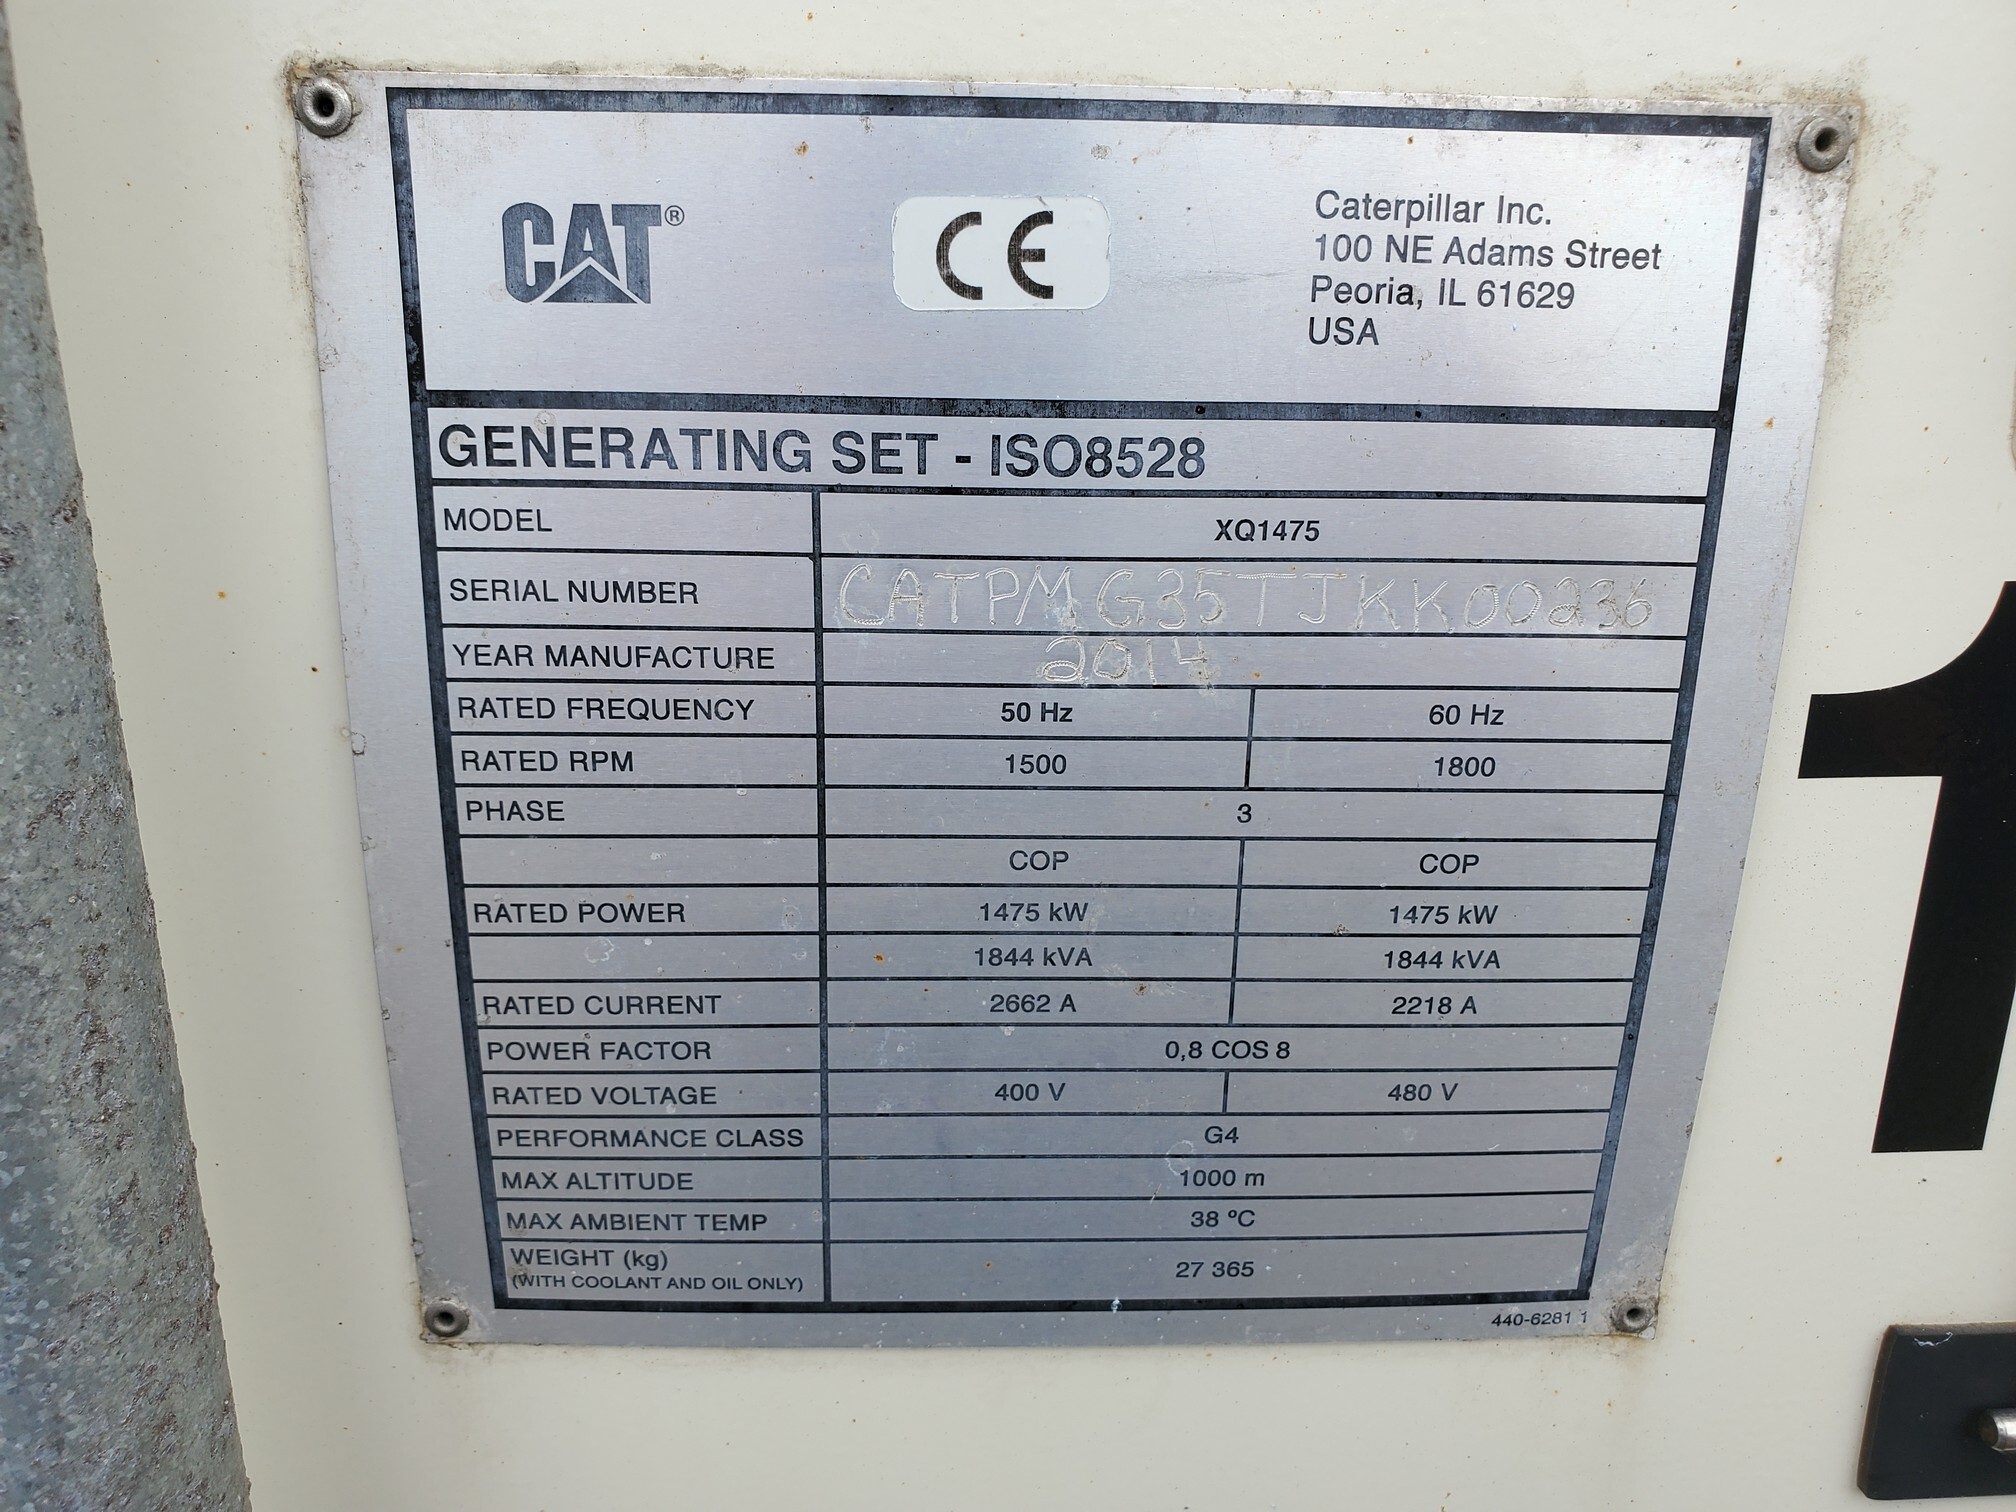 CAT®
CE
Caterpillar Inc.
100 NE Adams Street
Peoria, IL 61629
USA
GENERATING SET - ISO8528
MODEL XQ1475
SERIAL NUMBER CATPMG35TJKK00236
YEAR MANUFACTURE 2014
RATED FREQUENCY 50 Hz 60 Hz
RATED RPM 1500 1800
PHASE 3
COP COP
RATED POWER 1475 kW 1475 kW
1844 kVA 1844 kVA
RATED CURRENT 2662 A 2218 A
POWER FACTOR 0,8 COS 8
RATED VOLTAGE 400 V 480 V
PERFORMANCE CLASS G4
MAX ALTITUDE 1000 m
MAX AMBIENT TEMP 38 ºC
WEIGHT (kg) 27 365
(WITH COOLANT AND OIL ONLY)
440-6281 1
1